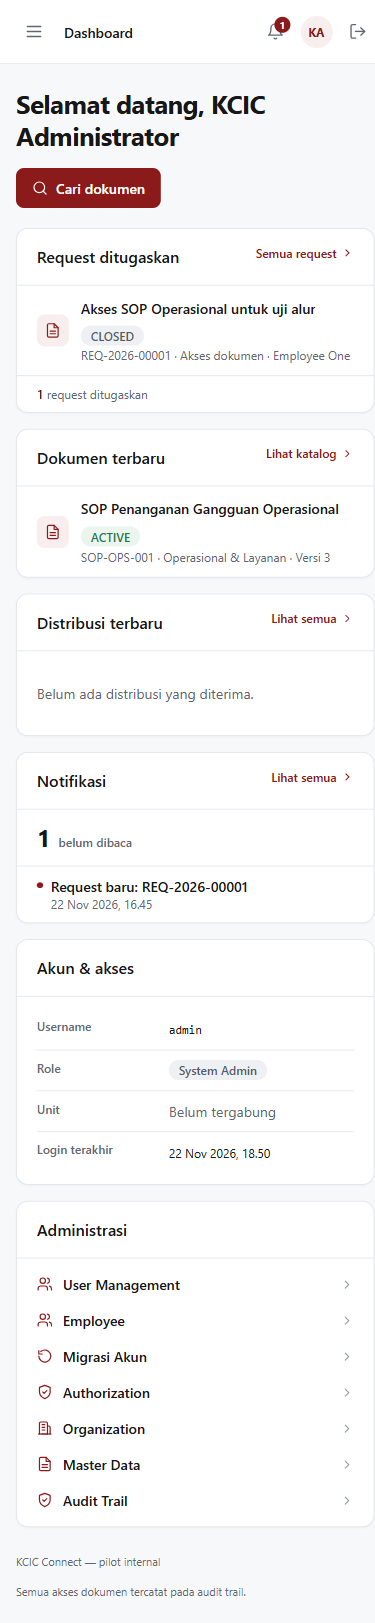 Dashboard
1
KA
Selamat datang, KCIC
Administrator
Cari dokumen
Request ditugaskan
Semua request
Akses SOP Operasional untuk uji alur
CLOSED
REQ-2026-00001 · Akses dokumen · Employee One
1 request ditugaskan
Dokumen terbaru
Lihat katalog
SOP Penanganan Gangguan Operasional
ACTIVE
SOP-OPS-001 · Operasional & Layanan · Versi 3
Distribusi terbaru
Lihat semua
Belum ada distribusi yang diterima.
Notifikasi
Lihat semua
1 belum dibaca
Request baru: REQ-2026-00001
22 Nov 2026, 16.45
Akun & akses
Username admin
Role System Admin
Unit Belum tergabung
Login terakhir 22 Nov 2026, 18.50
Administrasi
User Management
Employee
Migrasi Akun
Authorization
Organization
Master Data
Audit Trail
KCIC Connect — pilot internal
Semua akses dokumen tercatat pada audit trail.